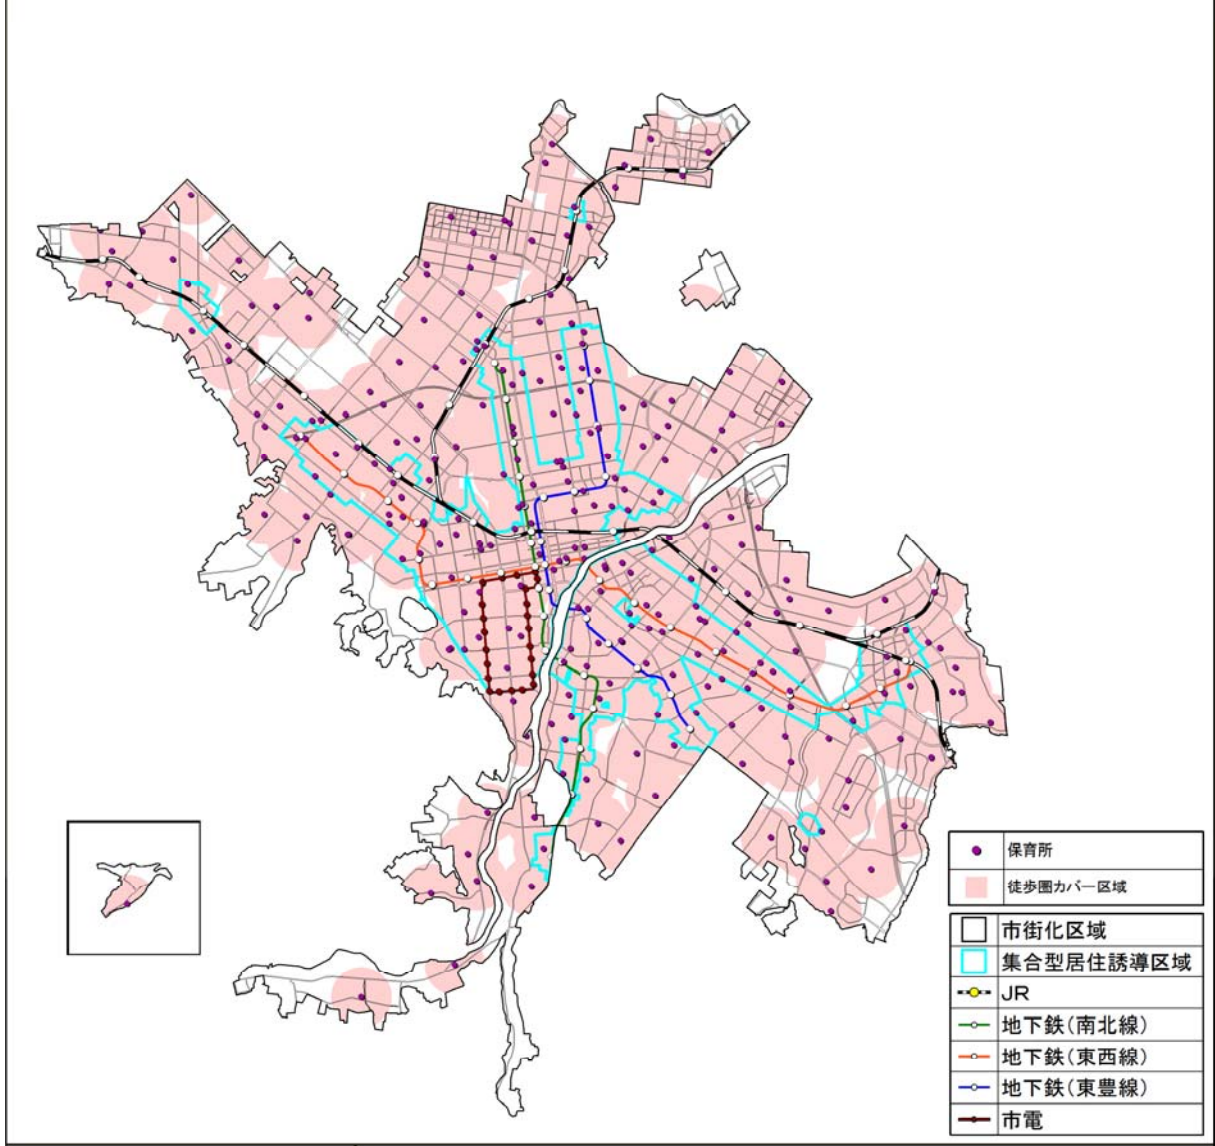 保育所
徒歩圏カバー区域
市街化区域
集合型居住誘導区域
JR
地下鉄(南北線)
地下鉄(東西線)
地下鉄(東豊線)
市電